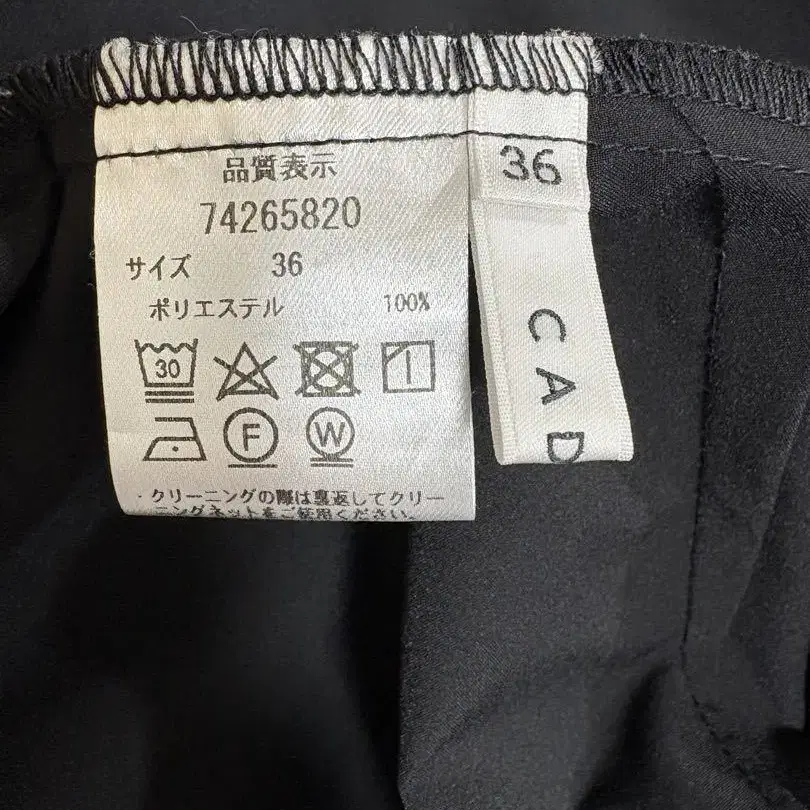 品質表示
74265820
サイズ 36
ポリエステル 100%
30
F
W
・クリーニングの際は裏返してクリー
ニングネットをご使用ください。
36
CAD